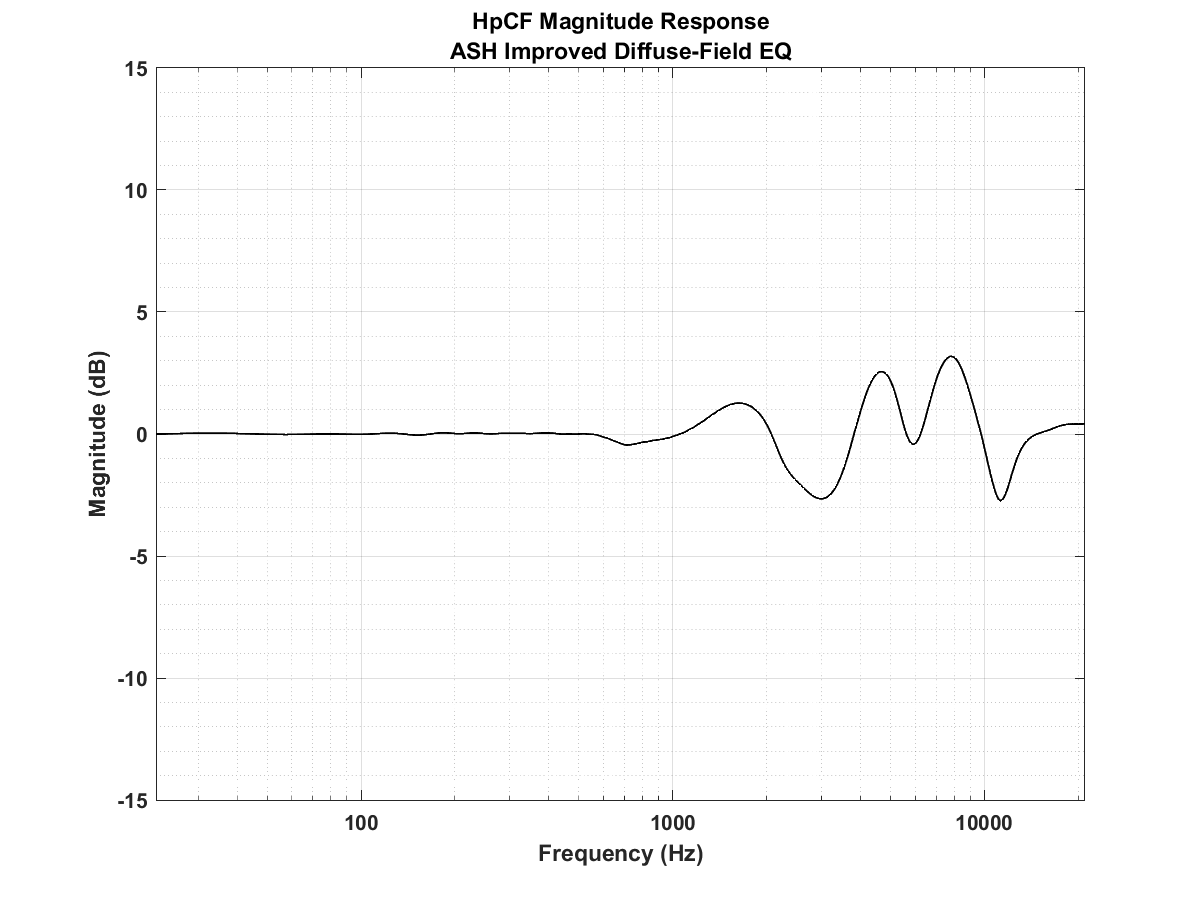 HpCF Magnitude Response
ASH Improved Diffuse-Field EQ
15
10
5
0
-5
-10
-15
Magnitude (dB)
100 1000 10000
Frequency (Hz)